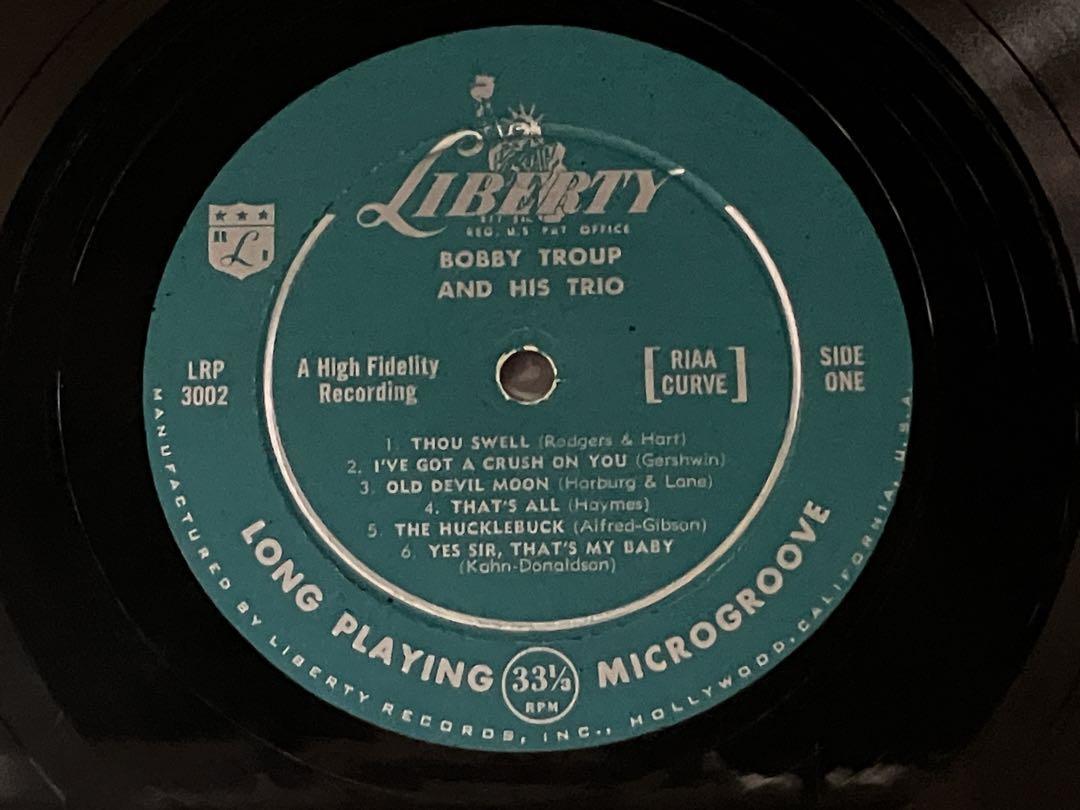 LIBERTY
REG. U.S. PAT. OFFICE
L
BOBBY TROUP
AND HIS TRIO
LRP
3002
A High Fidelity
Recording
[RIAA
CURVE]
SIDE
ONE
1. THOU SWELL (Rodgers & Hart)
2. I'VE GOT A CRUSH ON YOU (Gershwin)
3. OLD DEVIL MOON (Harburg & Lane)
4. THAT'S ALL (Haymes)
5. THE HUCKLEBUCK (Alfred-Gibson)
6. YES SIR, THAT'S MY BABY
(Kahn-Donaldson)
LONG PLAYING 33⅓ RPM MICROGROOVE
MANUFACTURED BY LIBERTY RECORDS, INC., HOLLYWOOD, CALIFORNIA, U.S.A.